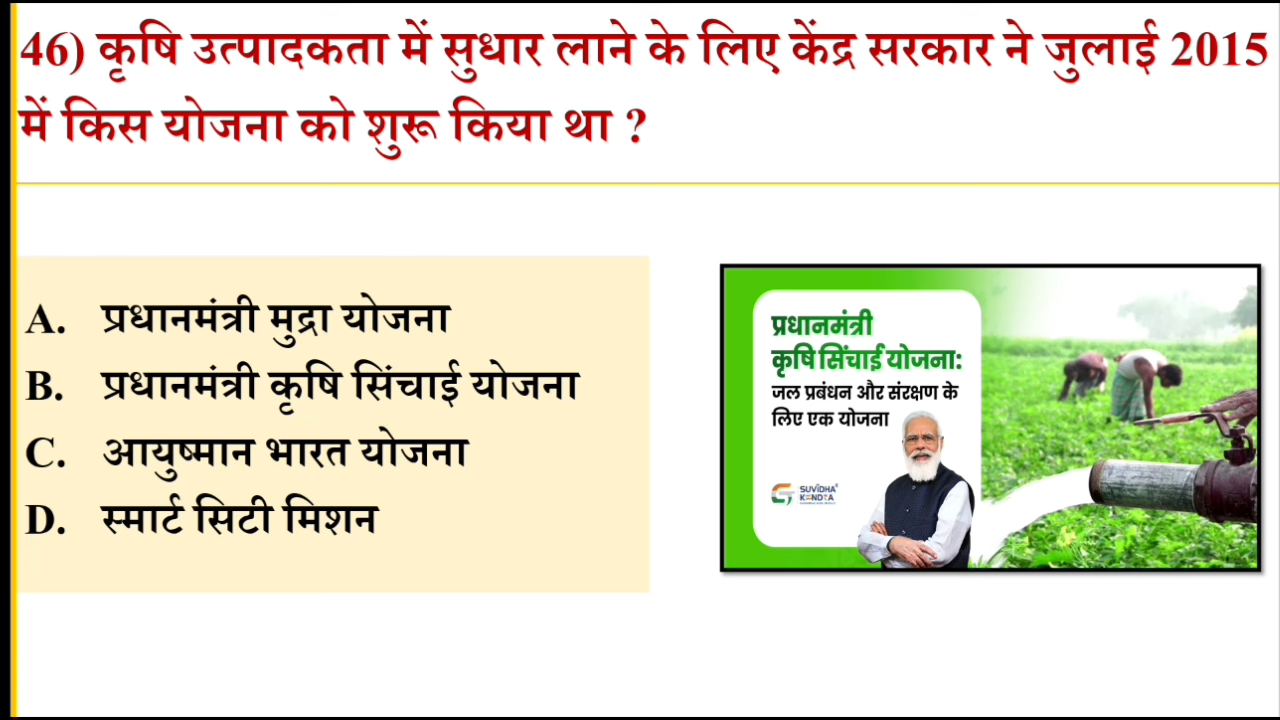 46) कृषि उत्पादकता में सुधार लाने के लिए केंद्र सरकार ने जुलाई 2015
में किस योजना को शुरू किया था ?
A. प्रधानमंत्री मुद्रा योजना
B. प्रधानमंत्री कृषि सिंचाई योजना
C. आयुष्मान भारत योजना
D. स्मार्ट सिटी मिशन
प्रधानमंत्री
कृषि सिंचाई योजना:
जल प्रबंधन और संरक्षण के
लिए एक योजना
SUVIDHA
KENDRA